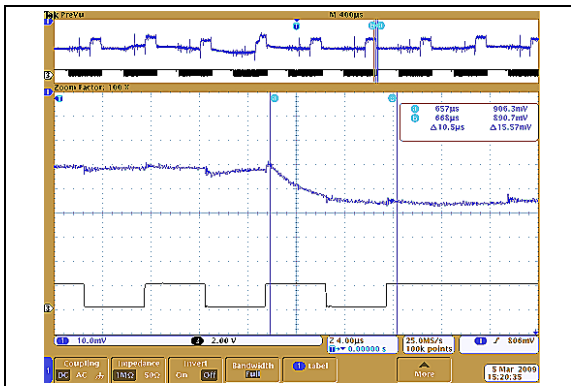 Tek PreVu M 400µs
Zoom Factor: 100 X
a 657µs 906.3mV
b 668µs 890.7mV
Δ10.5µs Δ15.57mV
1 10.0mV 3 2.00 V Z 4.00µs 25.0MS/s 1 806mV
0.00000 s 100k points
Coupling Impedance Invert Bandwidth 1 Label
DC AC 1MΩ 50Ω On Off Full More
5 Mar 2009
15:20:35